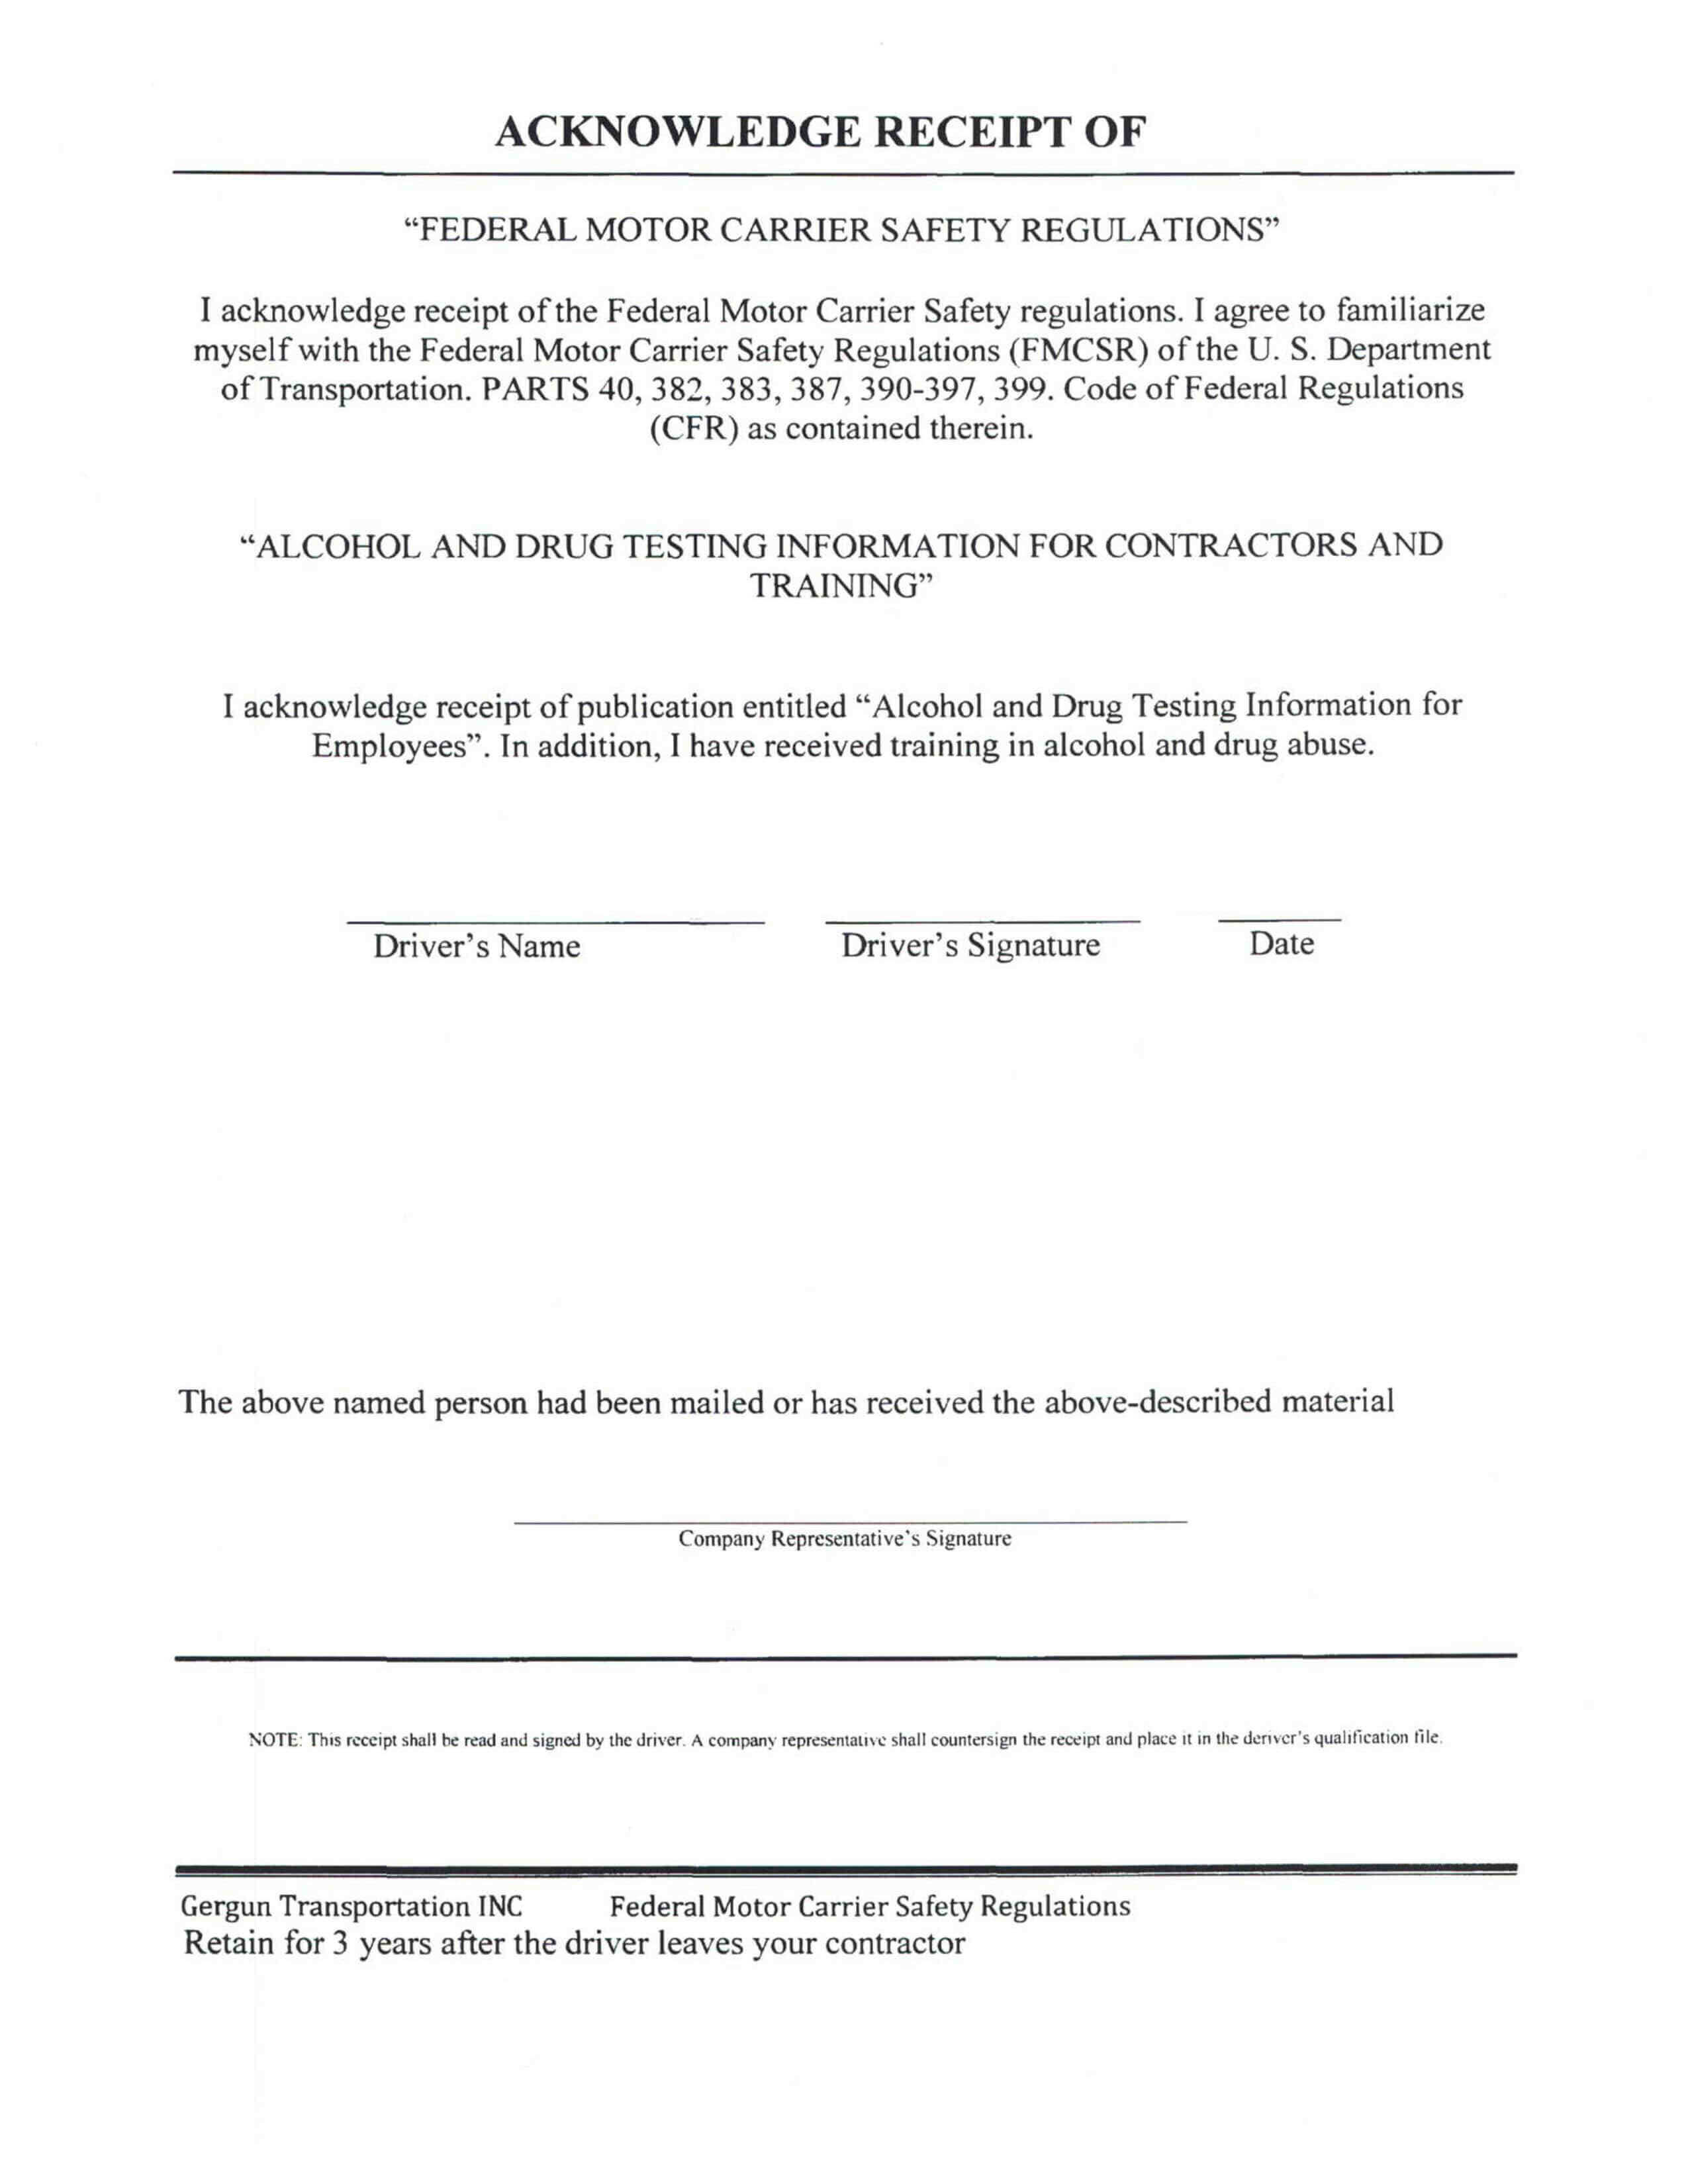 ACKNOWLEDGE RECEIPT OF
“FEDERAL MOTOR CARRIER SAFETY REGULATIONS”
I acknowledge receipt of the Federal Motor Carrier Safety regulations. I agree to familiarize
myself with the Federal Motor Carrier Safety Regulations (FMCSR) of the U. S. Department
of Transportation. PARTS 40, 382, 383, 387, 390-397, 399. Code of Federal Regulations
(CFR) as contained therein.
“ALCOHOL AND DRUG TESTING INFORMATION FOR CONTRACTORS AND
TRAINING”
I acknowledge receipt of publication entitled “Alcohol and Drug Testing Information for
Employees”. In addition, I have received training in alcohol and drug abuse.
Driver’s Name Driver’s Signature Date
The above named person had been mailed or has received the above-described material
Company Representative’s Signature
NOTE: This receipt shall be read and signed by the driver. A company representative shall countersign the receipt and place it in the deriver’s qualification file.
Gergun Transportation INC Federal Motor Carrier Safety Regulations
Retain for 3 years after the driver leaves your contractor